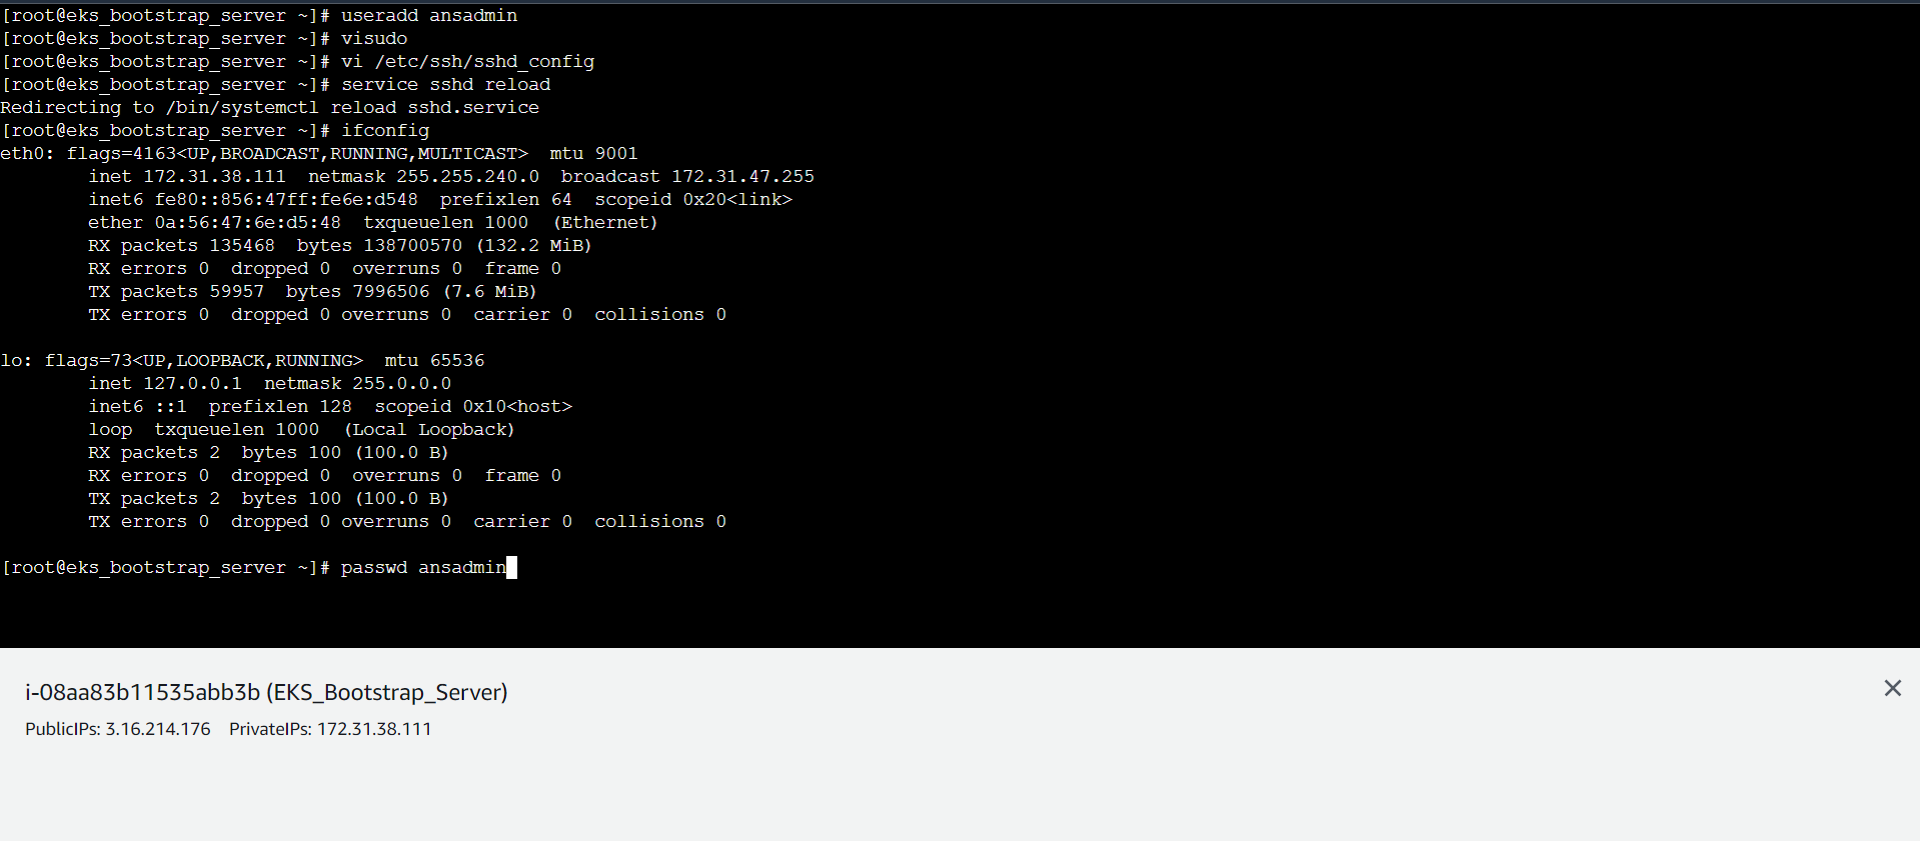 [root@eks_bootstrap_server ~]# useradd ansadmin
[root@eks_bootstrap_server ~]# visudo
[root@eks_bootstrap_server ~]# vi /etc/ssh/sshd_config
[root@eks_bootstrap_server ~]# service sshd reload
Redirecting to /bin/systemctl reload sshd.service
[root@eks_bootstrap_server ~]# ifconfig
eth0: flags=4163<UP,BROADCAST,RUNNING,MULTICAST>  mtu 9001
        inet 172.31.38.111  netmask 255.255.240.0  broadcast 172.31.47.255
        inet6 fe80::856:47ff:fe6e:d548  prefixlen 64  scopeid 0x20<link>
        ether 0a:56:47:6e:d5:48  txqueuelen 1000  (Ethernet)
        RX packets 135468  bytes 138700570 (132.2 MiB)
        RX errors 0  dropped 0  overruns 0  frame 0
        TX packets 59957  bytes 7996506 (7.6 MiB)
        TX errors 0  dropped 0 overruns 0  carrier 0  collisions 0

lo: flags=73<UP,LOOPBACK,RUNNING>  mtu 65536
        inet 127.0.0.1  netmask 255.0.0.0
        inet6 ::1  prefixlen 128  scopeid 0x10<host>
        loop  txqueuelen 1000  (Local Loopback)
        RX packets 2  bytes 100 (100.0 B)
        RX errors 0  dropped 0  overruns 0  frame 0
        TX packets 2  bytes 100 (100.0 B)
        TX errors 0  dropped 0 overruns 0  carrier 0  collisions 0

[root@eks_bootstrap_server ~]# passwd ansadmin
i-08aa83b11535abb3b (EKS_Bootstrap_Server)
PublicIPs: 3.16.214.176    PrivateIPs: 172.31.38.111